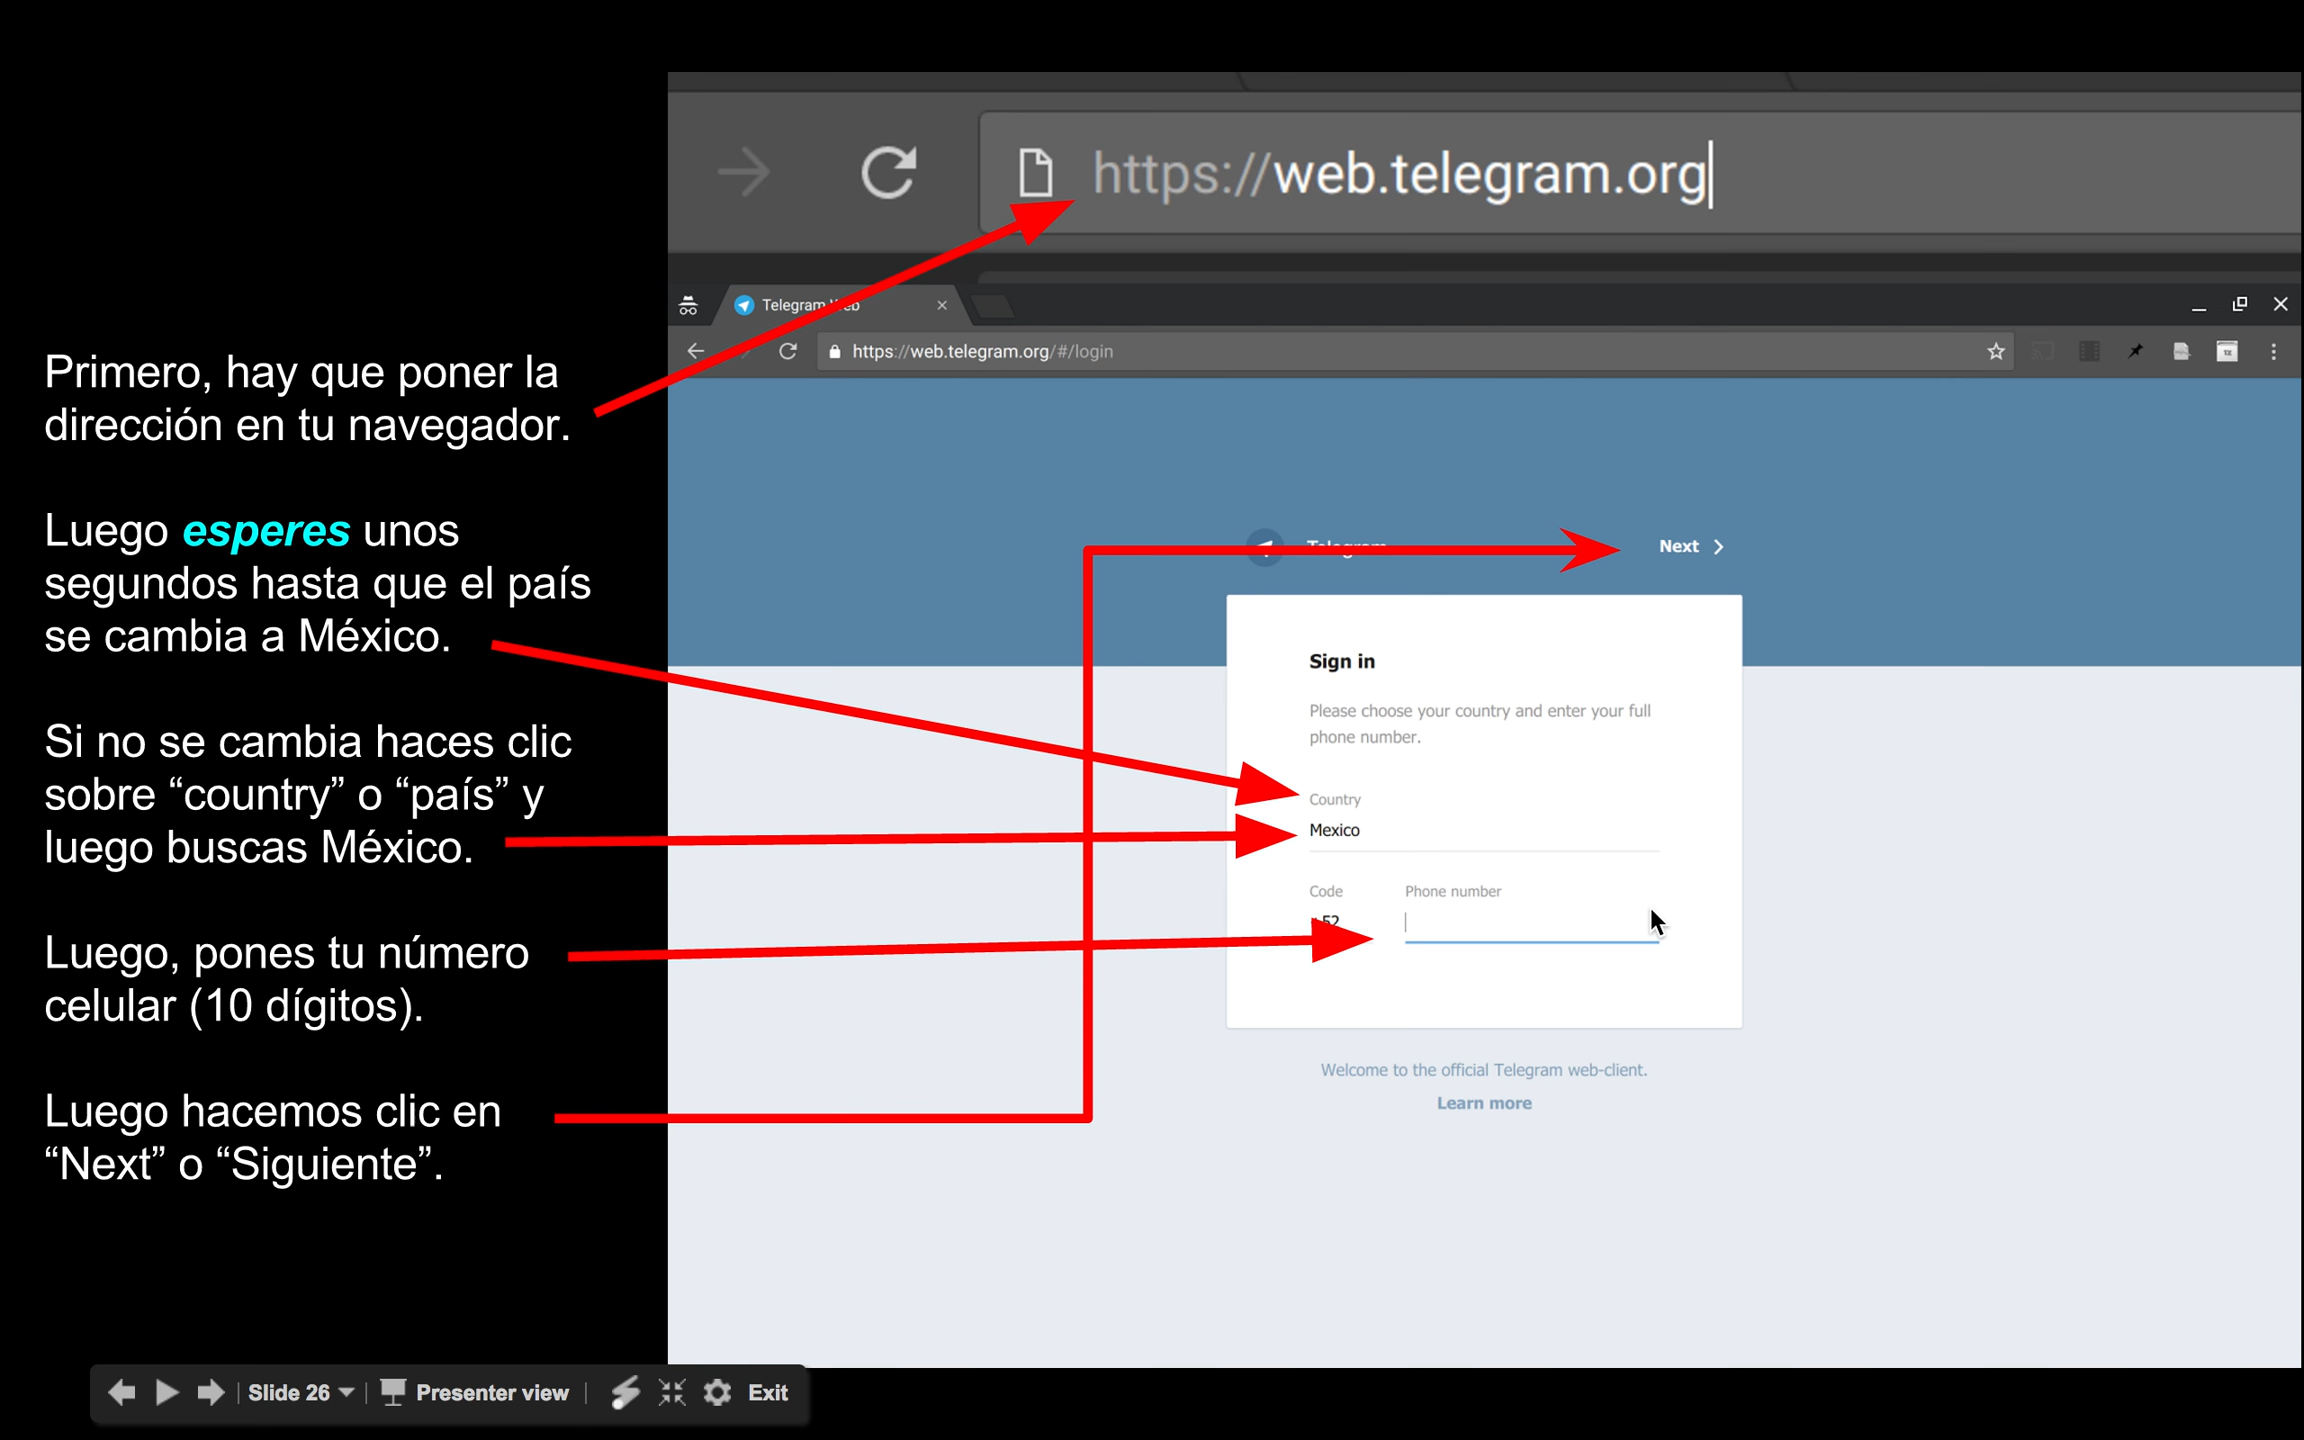 https://web.telegram.org
Telegram Web
https://web.telegram.org/#/login
Primero, hay que poner la
dirección en tu navegador.
Luego esperes unos
segundos hasta que el país
se cambia a México.
Si no se cambia haces clic
sobre “country” o “país” y
luego buscas México.
Luego, pones tu número
celular (10 dígitos).
Luego hacemos clic en
“Next” o “Siguiente”.
Telegram
Next
Sign in
Please choose your country and enter your full
phone number.
Country
Mexico
Code
Phone number
52
Welcome to the official Telegram web-client.
Learn more
Slide 26
Presenter view
Exit